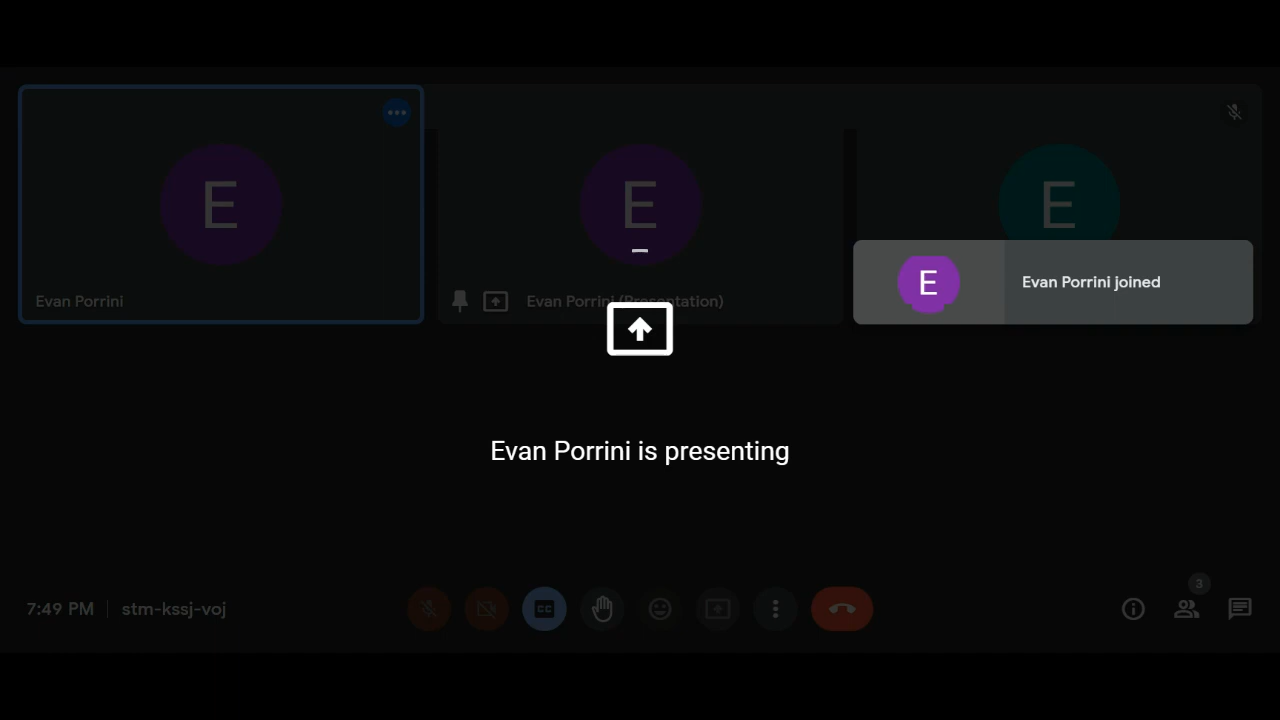 E
E
E
Evan Porrini
Evan Porrini (Presentation)
E
Evan Porrini joined
Evan Porrini is presenting
7:49 PM
stm-kssj-voj
CC
3